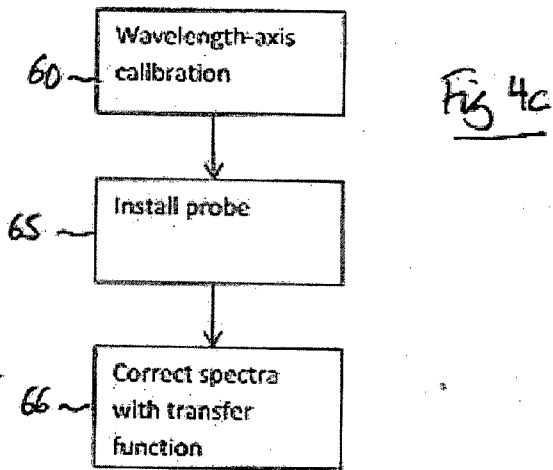 Wavelength-axis
calibration
60
Fig 4c
Install probe
65
Correct spectra
with transfer
function
66